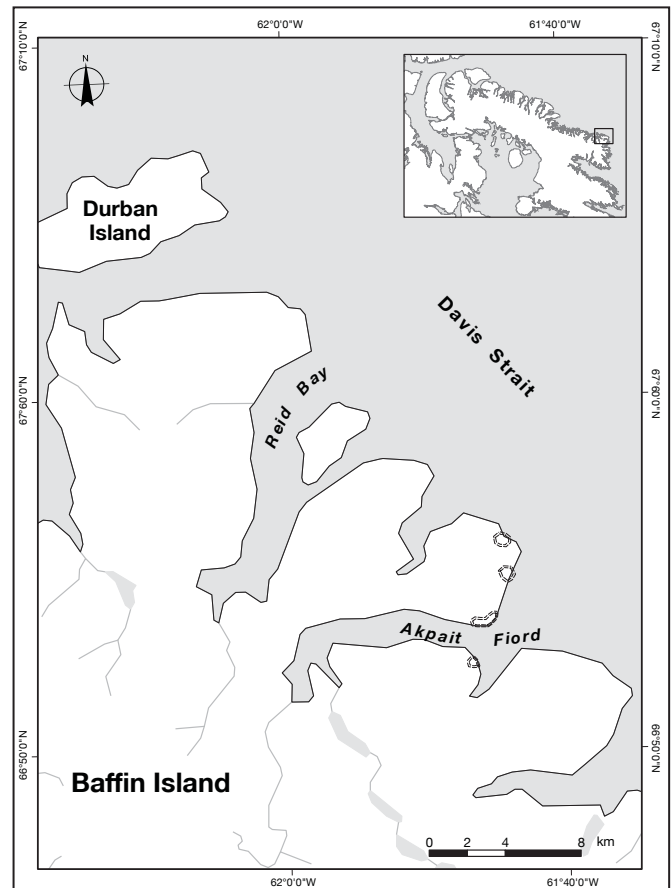 62°0'0"W
61°40'0"W
67°10'0"N
67°10'0"N
N
Durban
Island
Davis Strait
Reid Bay
67°60'0"N
67°60'0"N
Akpait Fiord
66°50'0"N
66°50'0"N
Baffin Island
0 2 4 8 km
62°0'0"W
61°40'0"W